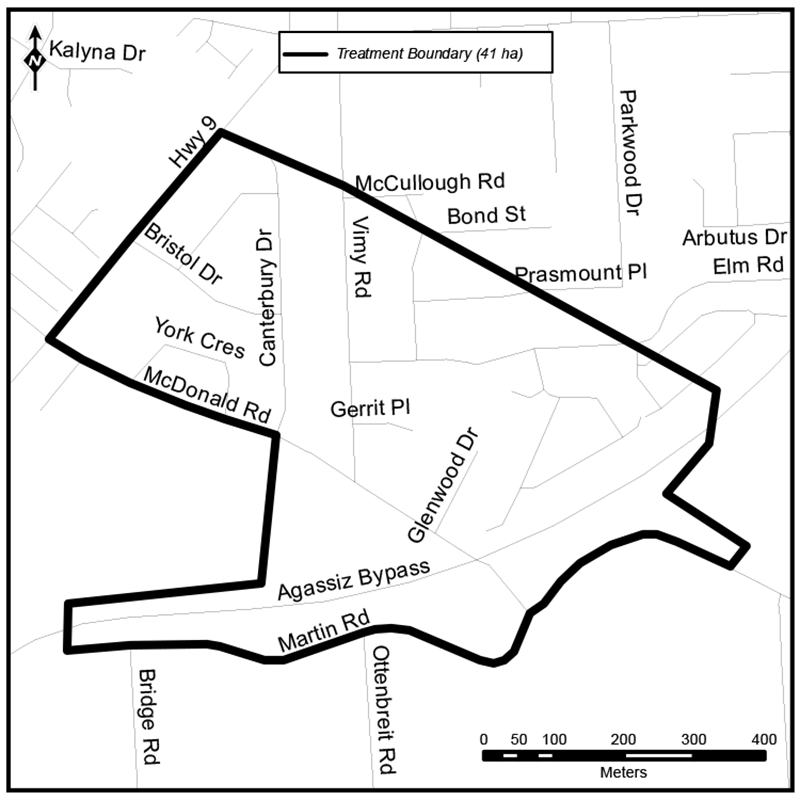 Kalyna Dr
N
Treatment Boundary (41 ha)
Hwy 9
Parkwood Dr
McCullough Rd
Bond St
Bristol Dr
Canterbury Dr
Vimy Rd
Arbutus Dr
Elm Rd
Prasmount Pl
York Cres
McDonald Rd
Gerrit Pl
Glenwood Dr
Agassiz Bypass
Martin Rd
Bridge Rd
Ottenbreit Rd
0 50 100 200 300 400
Meters